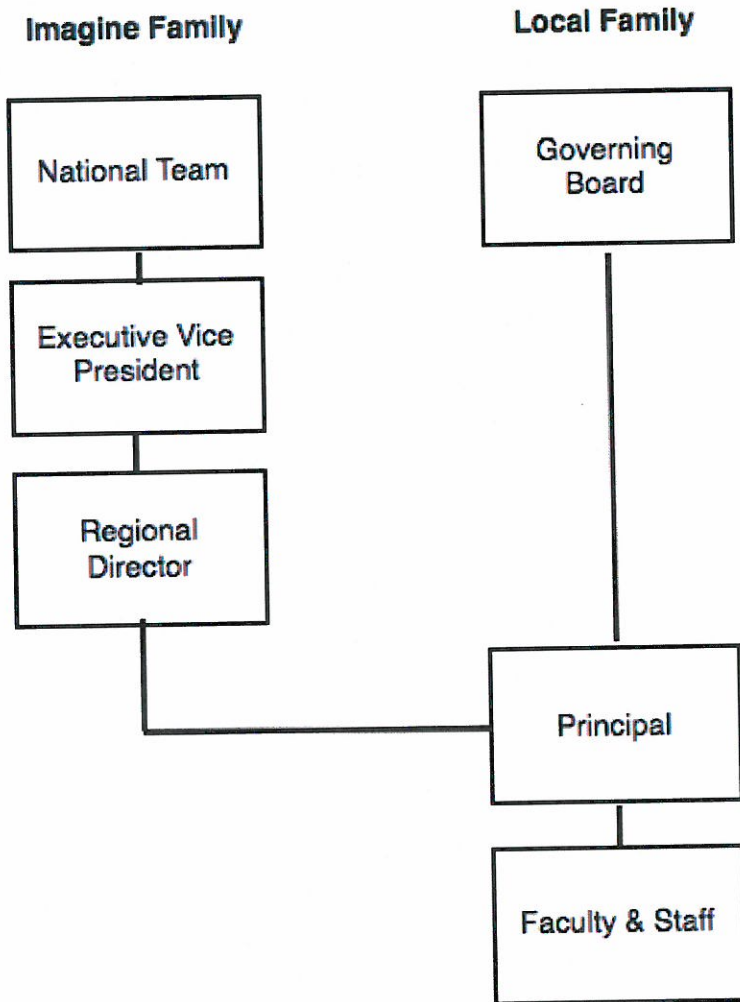 Imagine Family
Local Family
National Team
Governing
Board
Executive Vice
President
Regional
Director
Principal
Faculty & Staff